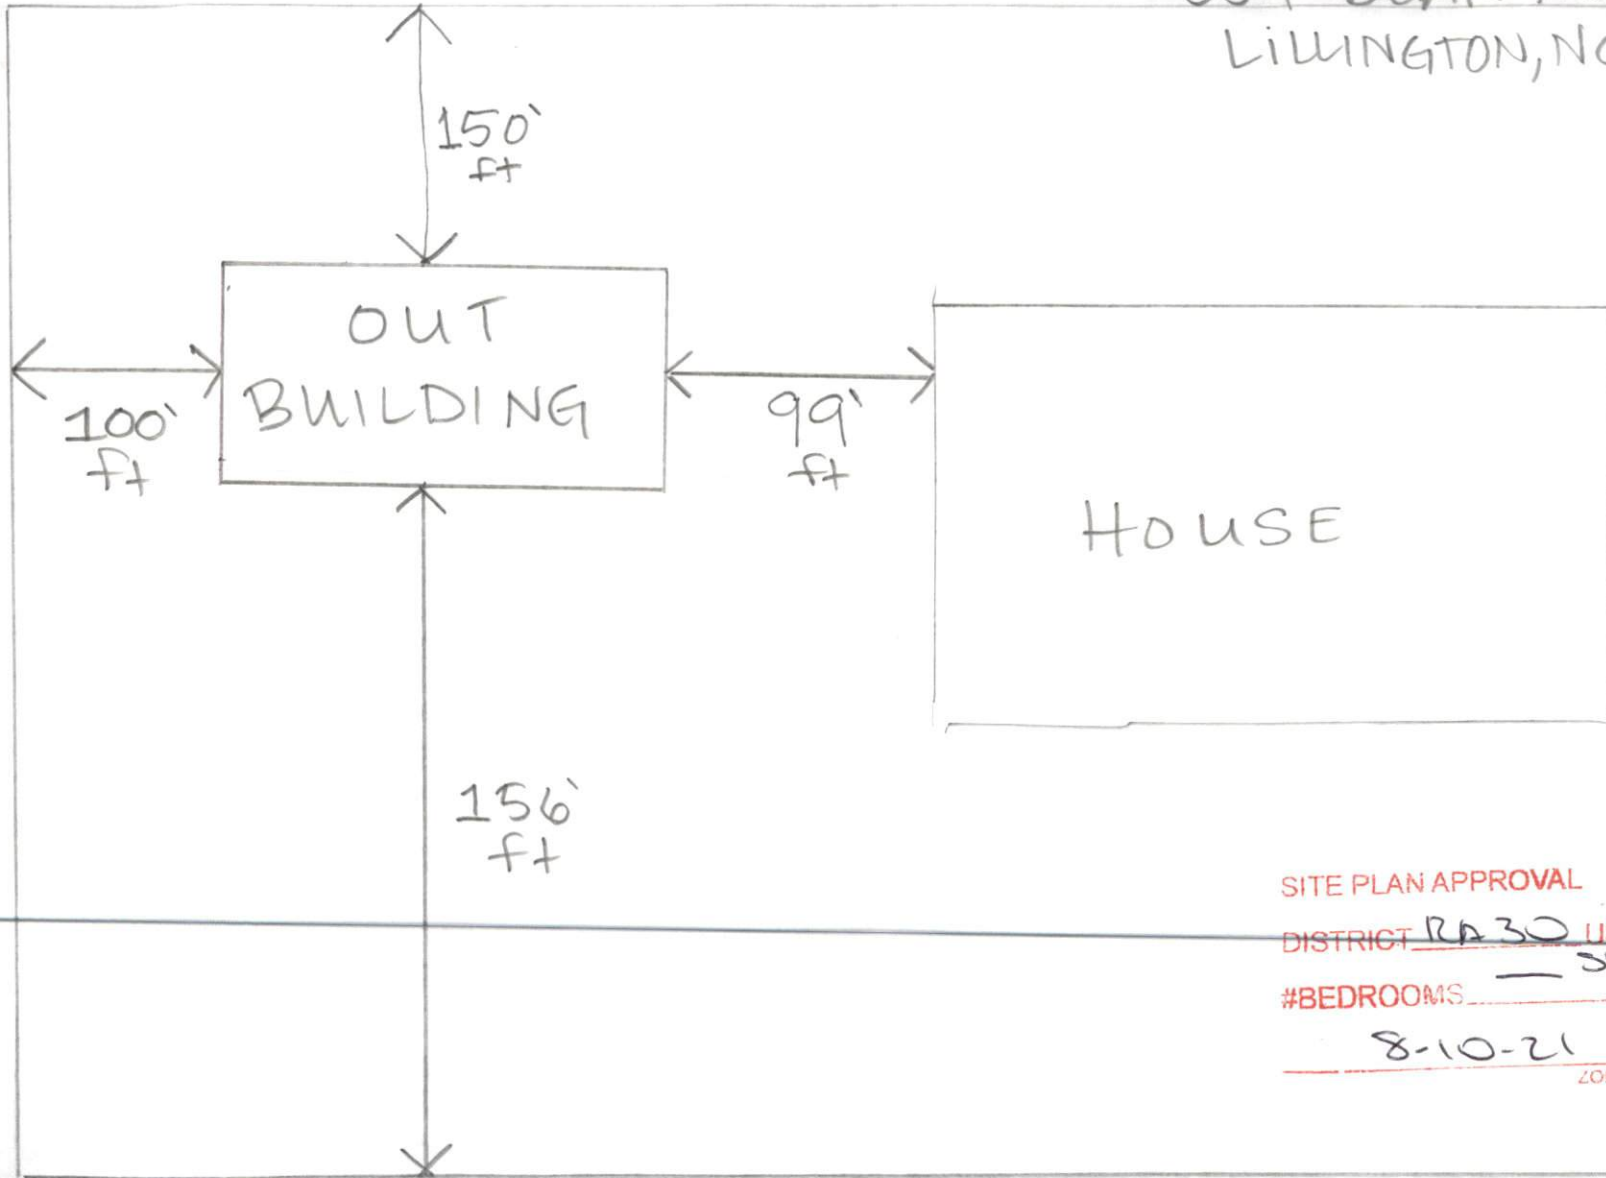 LILLINGTON, NC
150'
ft
OUT
BUILDING
100'
ft
99'
ft
HOUSE
156'
ft
SITE PLAN APPROVAL
DISTRICT RA30
#BEDROOMS —
8-10-21